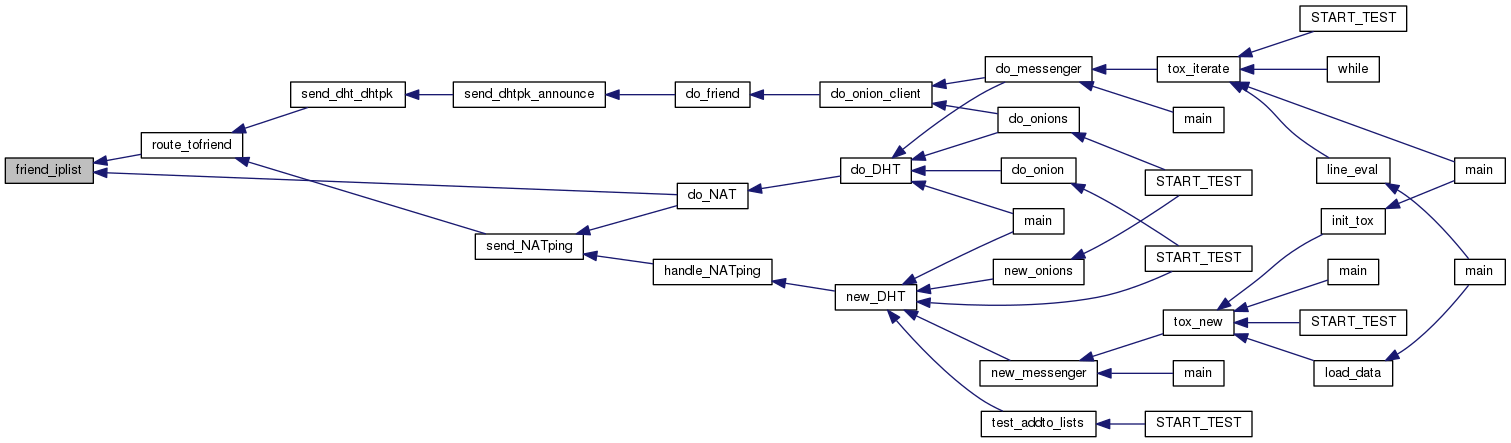 START_TEST
do_messenger
tox_iterate
while
send_dht_dhtpk
send_dhtpk_announce
do_friend
do_onion_client
do_onions
main
route_tofriend
friend_iplist
do_DHT
do_onion
line_eval
main
do_NAT
START_TEST
main
init_tox
send_NATping
START_TEST
handle_NATping
new_onions
main
main
new_DHT
tox_new
START_TEST
new_messenger
main
load_data
test_addto_lists
START_TEST